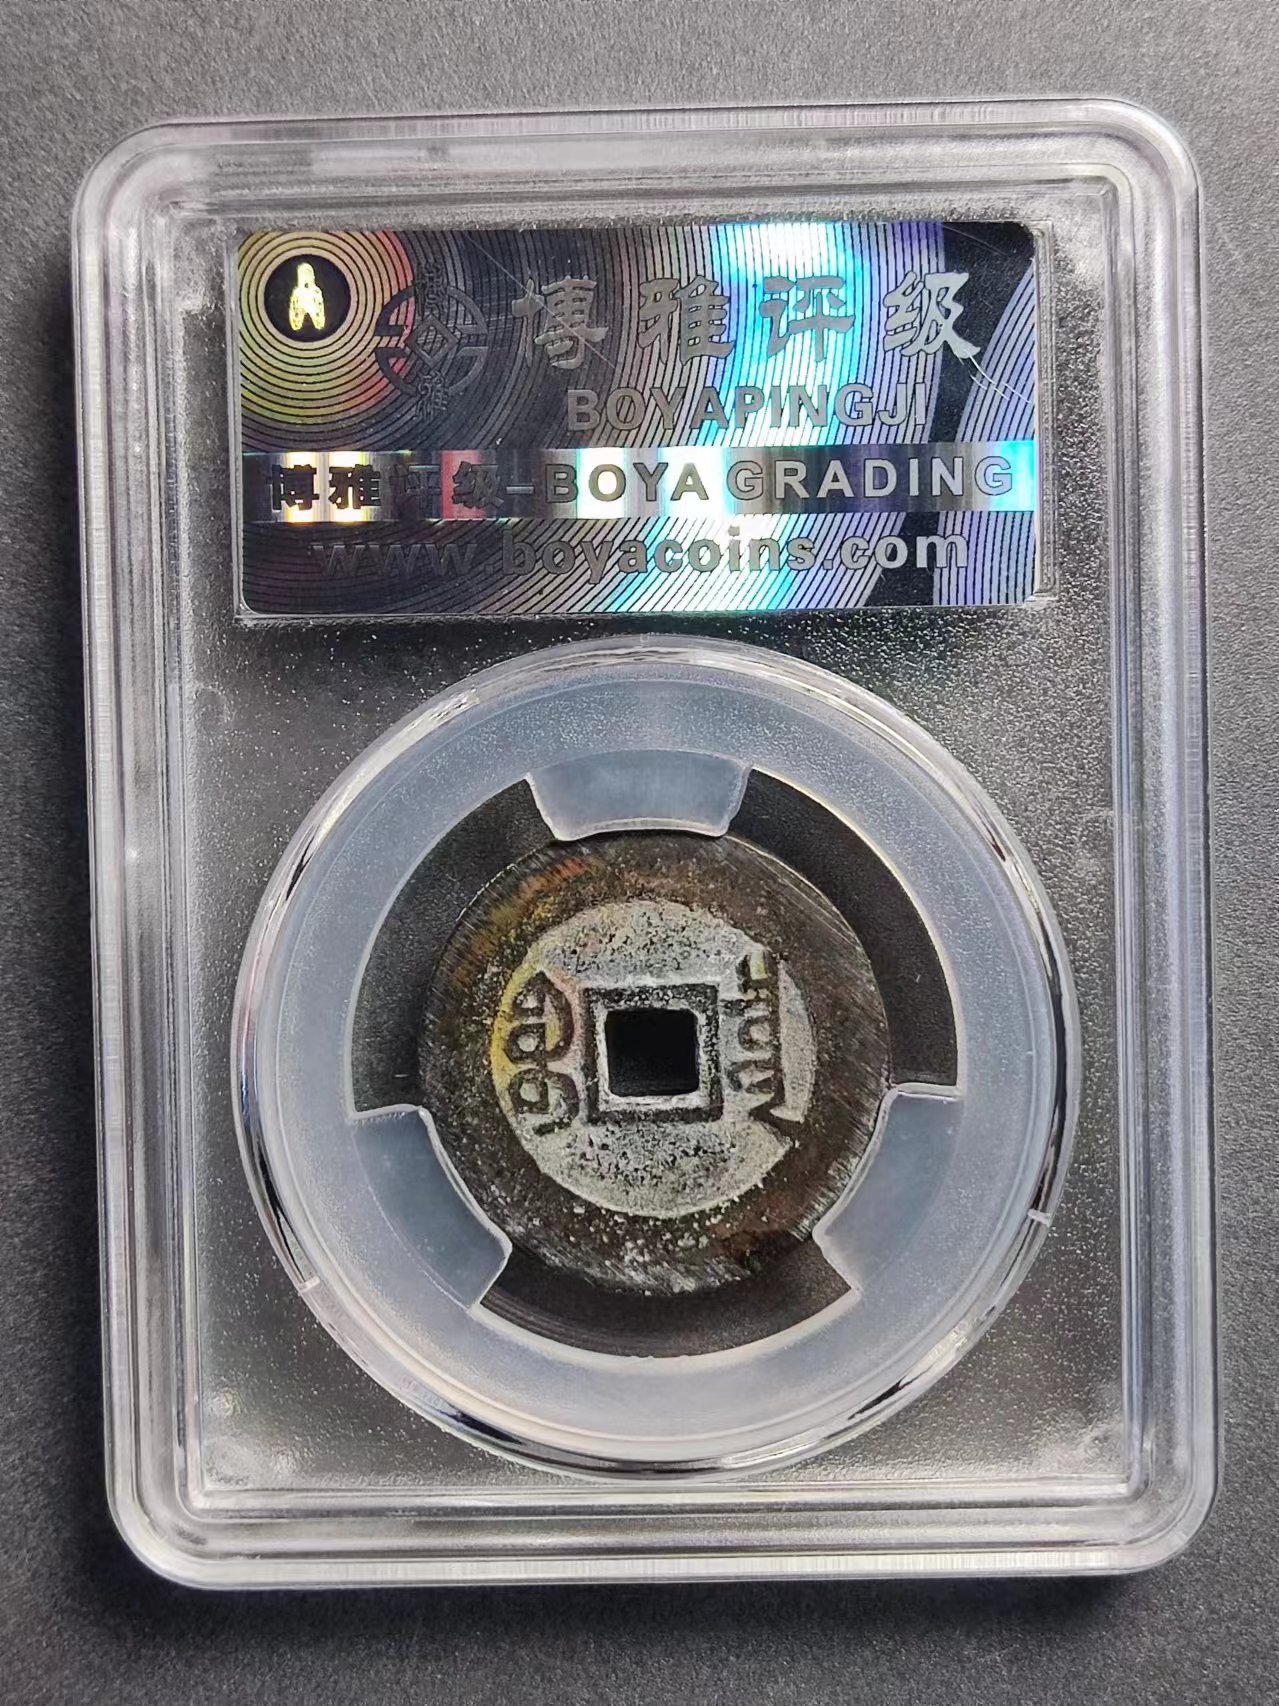 博雅评级
BOYAPINGJI
博雅评级-BOYA GRADING
www.boyacoins.com